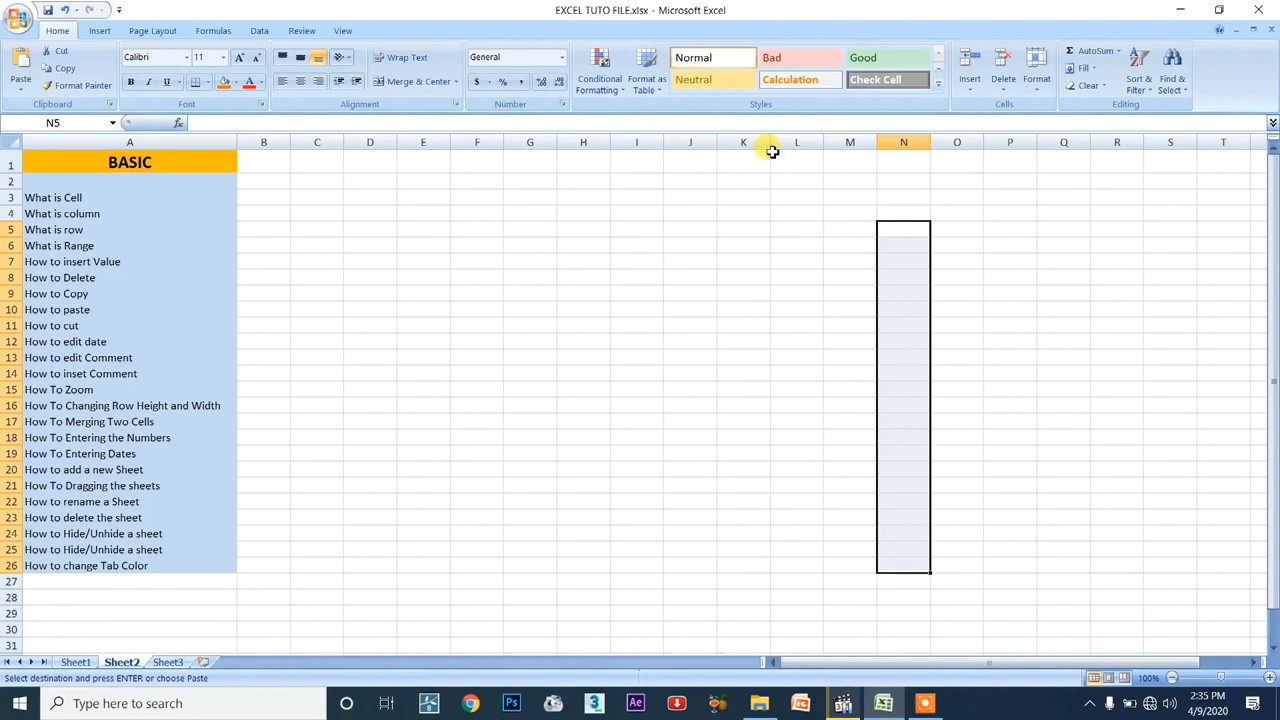 EXCEL TUTO FILE.xlsx - Microsoft Excel
Home Insert Page Layout Formulas Data Review View
Paste Cut Copy Format Painter Clipboard
Calibri 11 B I U A Font
Wrap Text Merge & Center Alignment
General $ % , Number
Conditional Formatting Format as Table Normal Bad Good
Neutral Calculation Check Cell Styles
Insert Delete Format Cells
AutoSum Fill Clear Sort & Filter Find & Select Editing
N5 fx
A B C D E F G H I J K L M N O P Q R S T
1 BASIC
2
3 What is Cell
4 What is column
5 What is row
6 What is Range
7 How to insert Value
8 How to Delete
9 How to Copy
10 How to paste
11 How to cut
12 How to edit date
13 How to edit Comment
14 How to inset Comment
15 How To Zoom
16 How To Changing Row Height and Width
17 How To Merging Two Cells
18 How To Entering the Numbers
19 How To Entering Dates
20 How to add a new Sheet
21 How To Dragging the sheets
22 How to rename a Sheet
23 How to delete the sheet
24 How to Hide/Unhide a sheet
25 How to Hide/Unhide a sheet
26 How to change Tab Color
27
28
29
30
31
Sheet1 Sheet2 Sheet3
Select destination and press ENTER or choose Paste 100%
Type here to search Ps 3 Ae 2:35 PM
4/9/2020